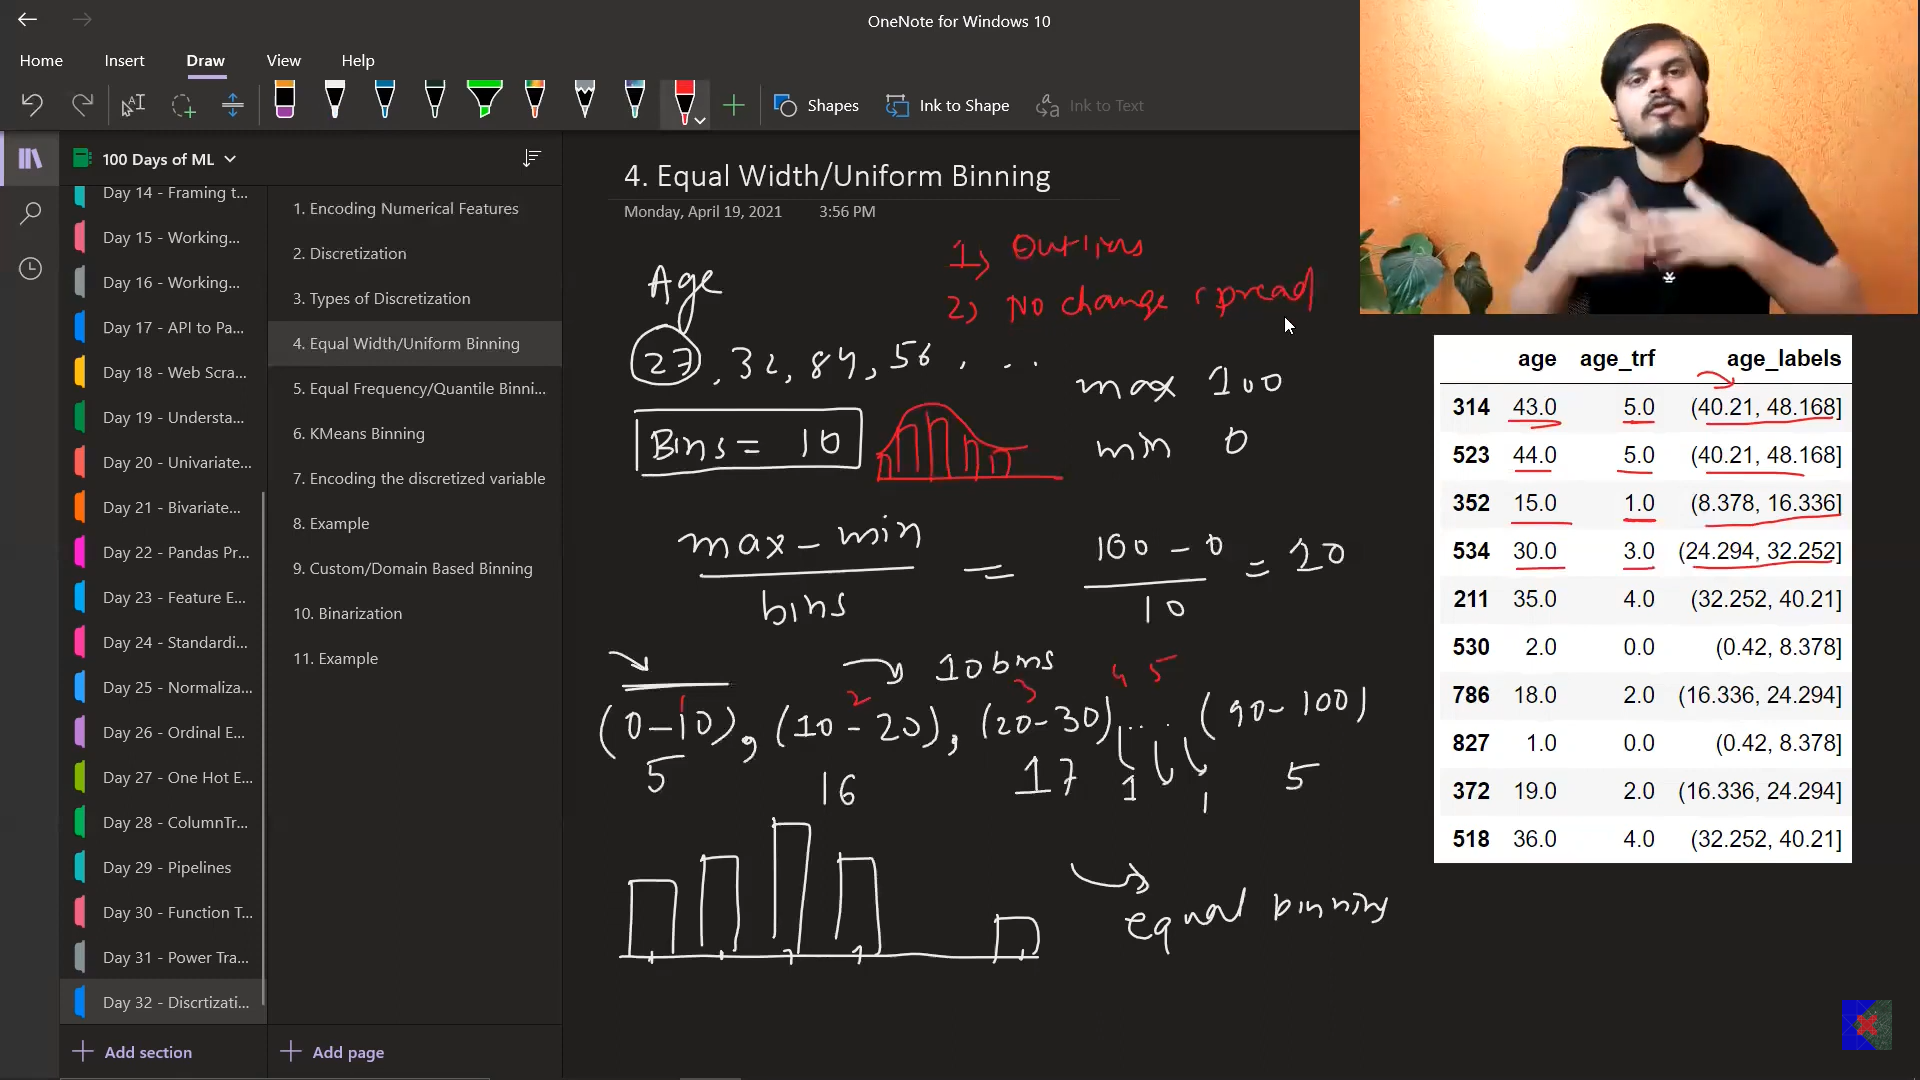 OneNote for Windows 10
Home Insert Draw View Help
Shapes Ink to Shape Ink to Text
100 Days of ML
Day 14 - Framing t...
Day 15 - Working...
Day 16 - Working...
Day 17 - API to Pa...
Day 18 - Web Scra...
Day 19 - Understa...
Day 20 - Univariate...
Day 21 - Bivariate...
Day 22 - Pandas Pr...
Day 23 - Feature E...
Day 24 - Standardi...
Day 25 - Normaliza...
Day 26 - Ordinal E...
Day 27 - One Hot E...
Day 28 - ColumnTr...
Day 29 - Pipelines
Day 30 - Function T...
Day 31 - Power Tra...
Day 32 - Discrtizati...
Add section
1. Encoding Numerical Features
2. Discretization
3. Types of Discretization
4. Equal Width/Uniform Binning
5. Equal Frequency/Quantile Binni...
6. KMeans Binning
7. Encoding the discretized variable
8. Example
9. Custom/Domain Based Binning
10. Binarization
11. Example
Add page
4. Equal Width/Uniform Binning
Monday, April 19, 2021 3:56 PM
1) Outliers
2) No change spread
Age
27, 32, 84, 56, ...
max 100
Bins = 10
min 0
max - min = 100 - 0 = 10
bins 10
10 bins
1 2 3 4 5
(0-10), (10-20), (20-30) ... (90-100)
5 16 17 1 1 5
equal binning
age age_trf age_labels
314 43.0 5.0 (40.21, 48.168]
523 44.0 5.0 (40.21, 48.168]
352 15.0 1.0 (8.378, 16.336]
534 30.0 3.0 (24.294, 32.252]
211 35.0 4.0 (32.252, 40.21]
530 2.0 0.0 (0.42, 8.378]
786 18.0 2.0 (16.336, 24.294]
827 1.0 0.0 (0.42, 8.378]
372 19.0 2.0 (16.336, 24.294]
518 36.0 4.0 (32.252, 40.21]